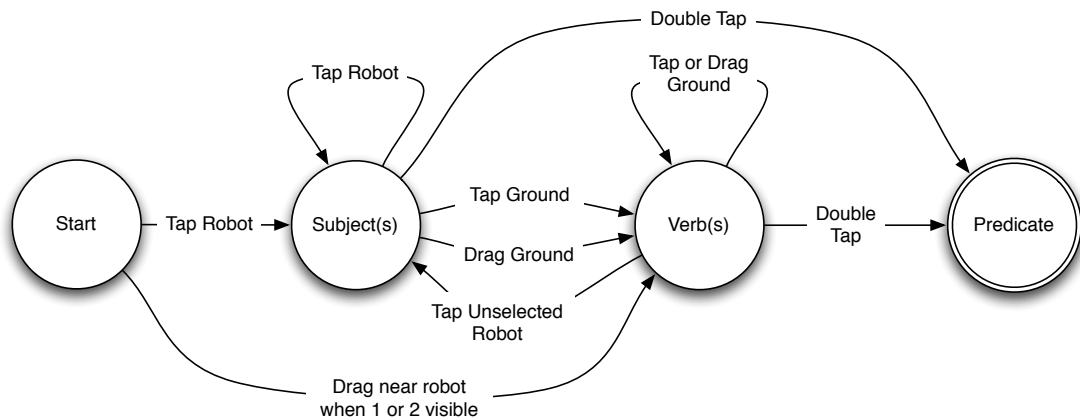 Double Tap
Tap Robot
Tap or Drag
Ground
Start
Tap Robot
Subject(s)
Tap Ground
Drag Ground
Tap Unselected
Robot
Verb(s)
Double
Tap
Predicate
Drag near robot
when 1 or 2 visible